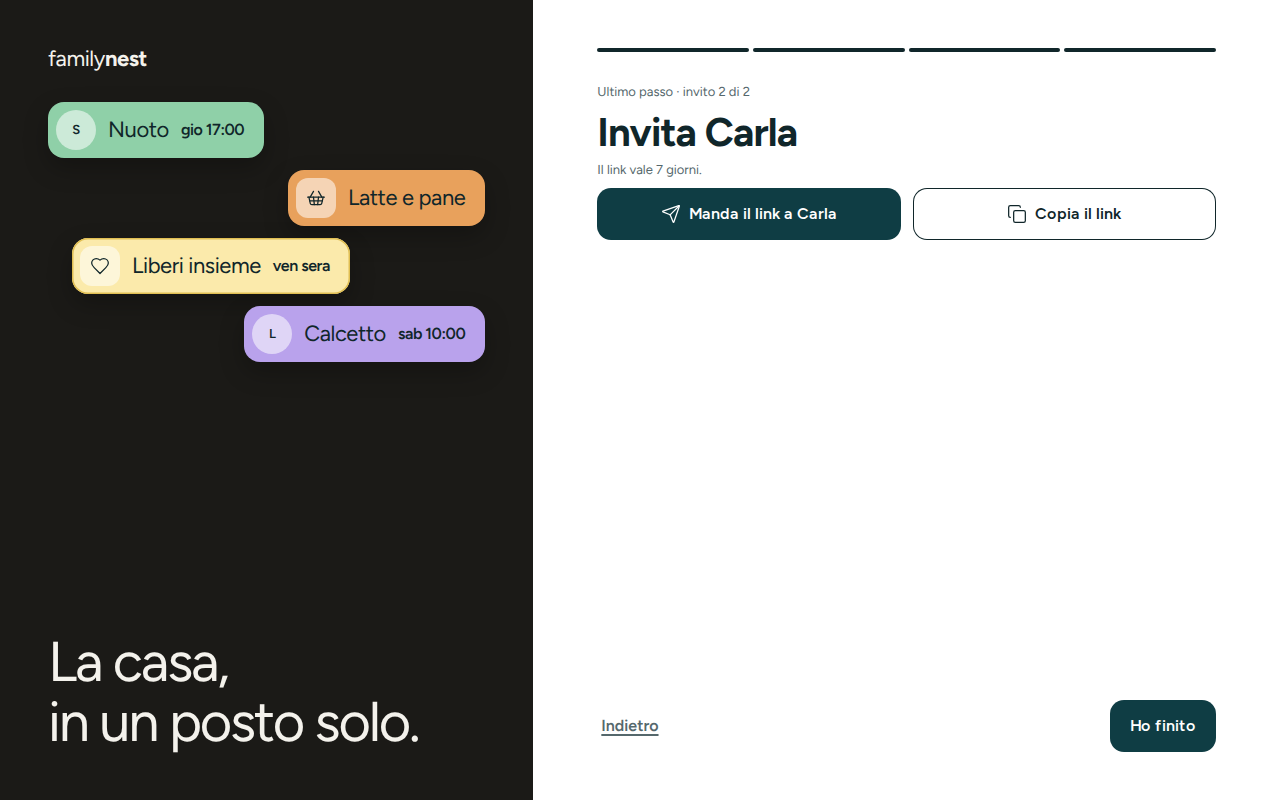 familynest
S Nuoto gio 17:00
Latte e pane
Liberi insieme ven sera
L Calcetto sab 10:00
La casa,
in un posto solo.
Ultimo passo · invito 2 di 2
Invita Carla
Il link vale 7 giorni.
Manda il link a Carla
Copia il link
Indietro
Ho finito